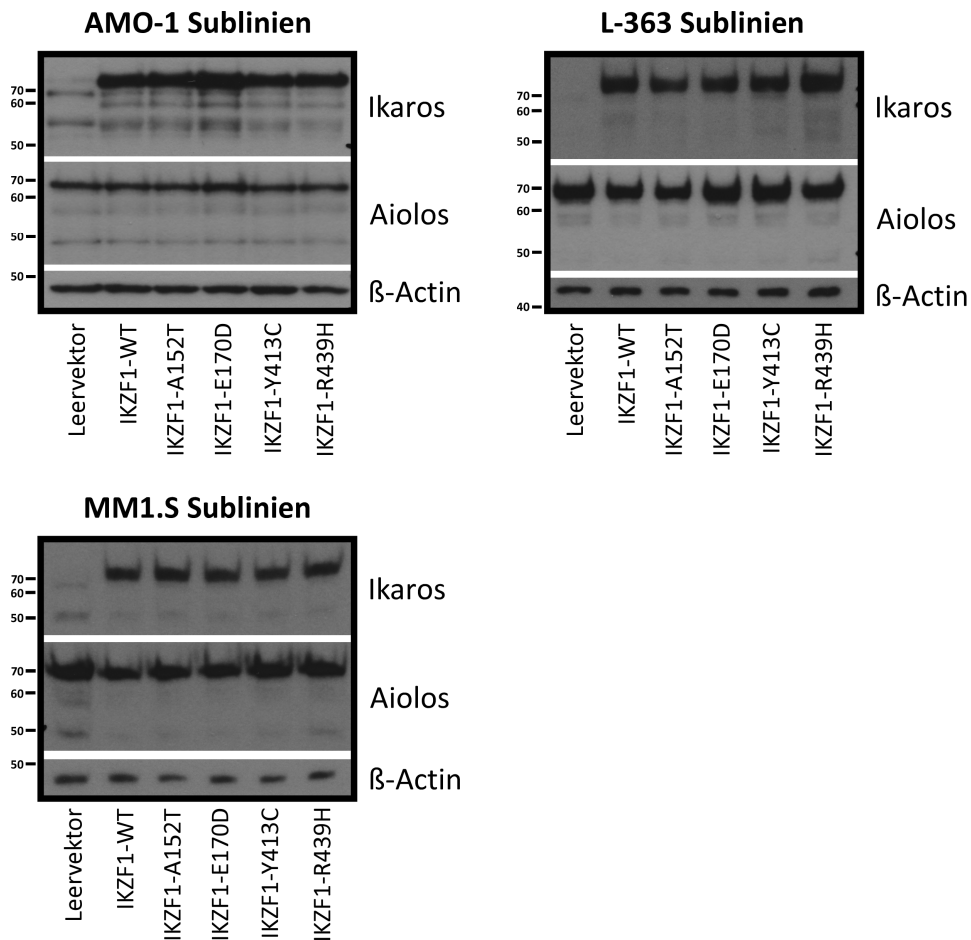 AMO-1 Sublinien
70
60
50
Ikaros
70
60
50
Aiolos
50
ß-Actin
Leervektor
IKZF1-WT
IKZF1-A152T
IKZF1-E170D
IKZF1-Y413C
IKZF1-R439H
L-363 Sublinien
70
60
50
Ikaros
70
60
50
Aiolos
40
ß-Actin
Leervektor
IKZF1-WT
IKZF1-A152T
IKZF1-E170D
IKZF1-Y413C
IKZF1-R439H
MM1.S Sublinien
70
60
50
Ikaros
70
60
50
Aiolos
50
ß-Actin
Leervektor
IKZF1-WT
IKZF1-A152T
IKZF1-E170D
IKZF1-Y413C
IKZF1-R439H